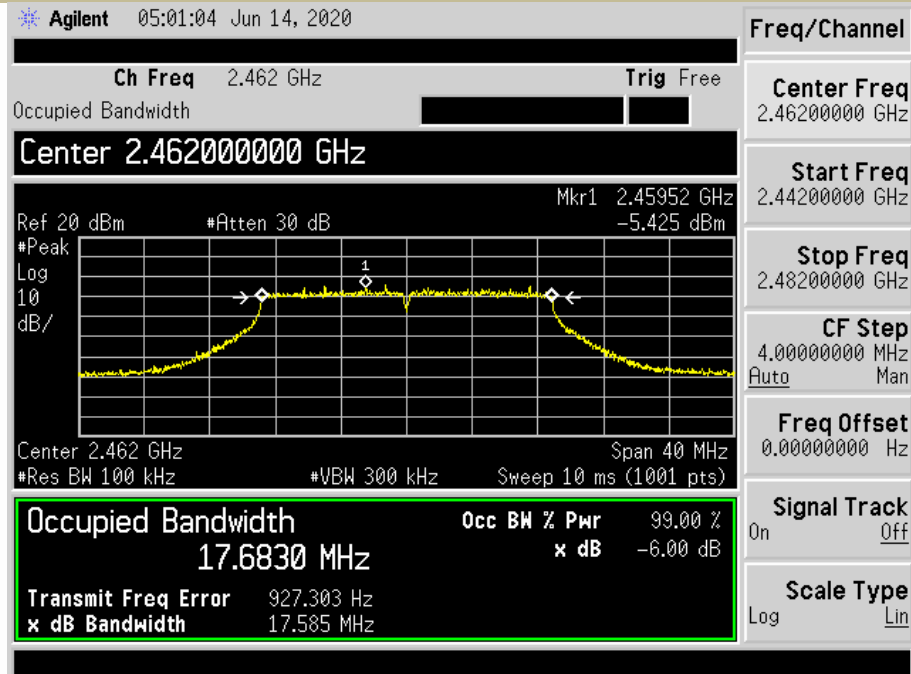 Agilent 05:01:04 Jun 14, 2020
Freq/Channel
Ch Freq 2.462 GHz Trig Free
Occupied Bandwidth
Center 2.462000000 GHz
Mkr1 2.45952 GHz
Ref 20 dBm #Atten 30 dB -5.425 dBm
#Peak
Log
10
dB/
1
Center 2.462 GHz Span 40 MHz
#Res BW 100 kHz #VBW 300 kHz Sweep 10 ms (1001 pts)
Occupied Bandwidth Occ BW % Pwr 99.00 %
17.6830 MHz x dB -6.00 dB
Transmit Freq Error 927.303 Hz
x dB Bandwidth 17.585 MHz
Center Freq
2.46200000 GHz
Start Freq
2.44200000 GHz
Stop Freq
2.48200000 GHz
CF Step
4.00000000 MHz
Auto Man
Freq Offset
0.00000000 Hz
Signal Track
On Off
Scale Type
Log Lin